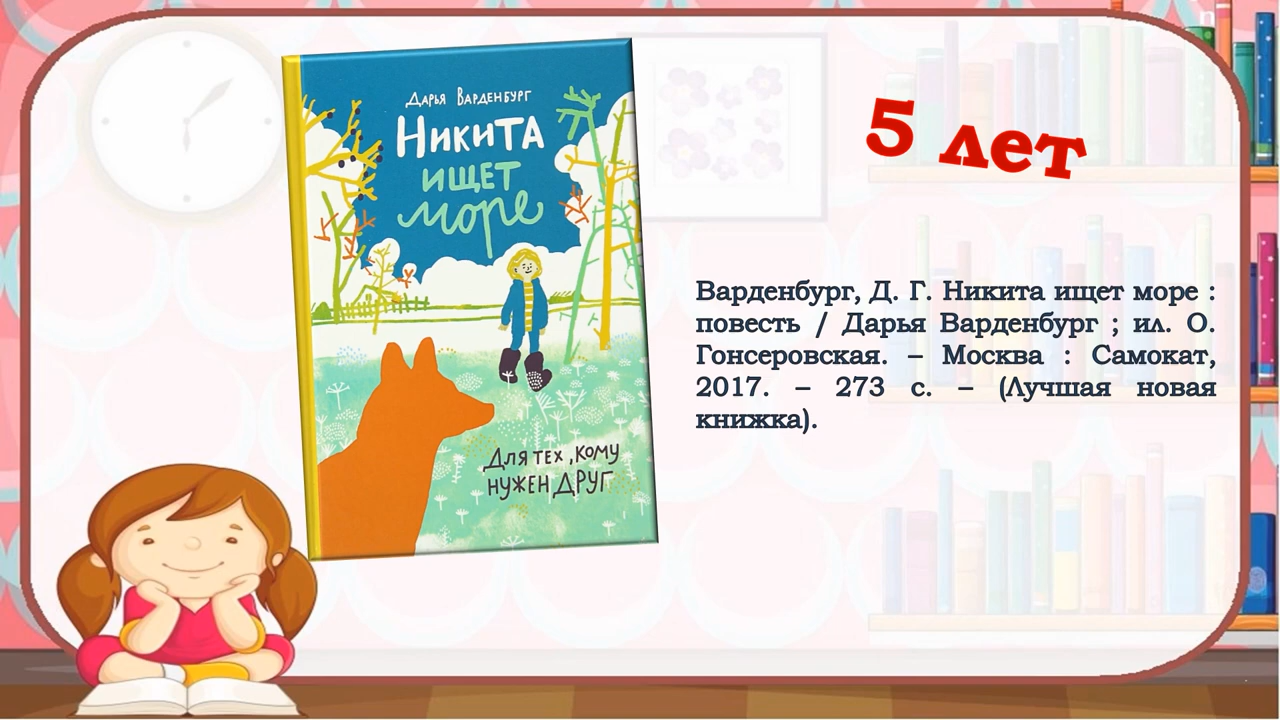 Дарья Варденбург
Никита
ищет
море
Для тех, кому
нужен друг
5 лет
Варденбург, Д. Г. Никита ищет море :
повесть / Дарья Варденбург ; ил. О.
Гонсеровская. – Москва : Самокат,
2017. – 273 с. – (Лучшая новая
книжка).